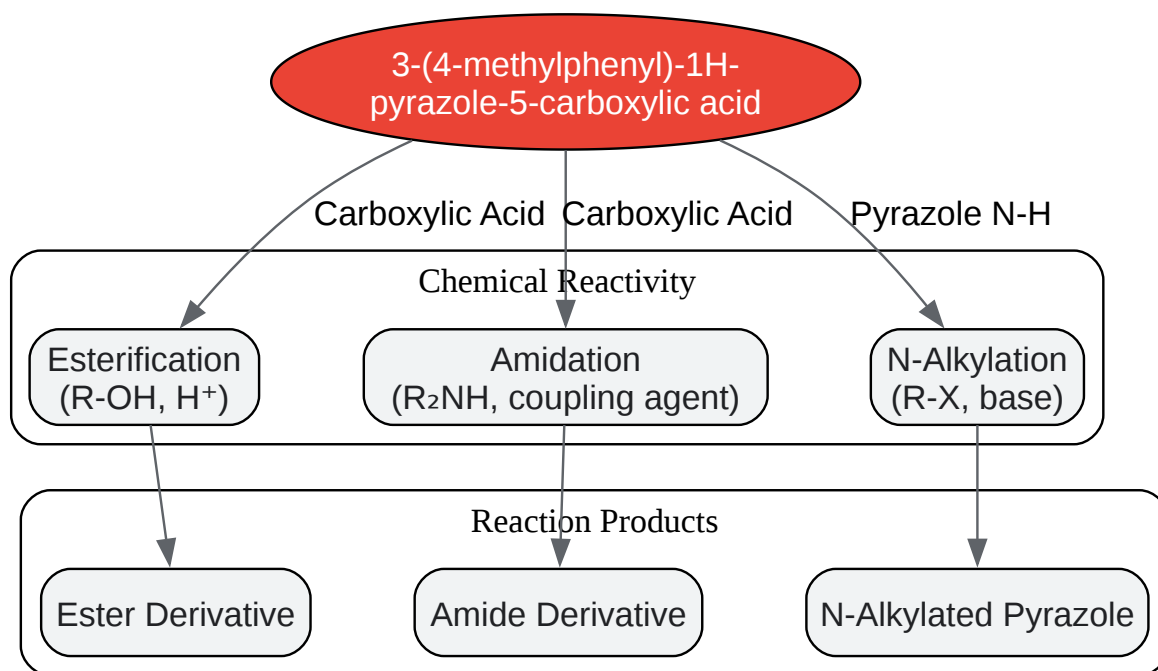 3-(4-methylphenyl)-1H-
pyrazole-5-carboxylic acid
Carboxylic Acid
Carboxylic Acid
Pyrazole N-H
Chemical Reactivity
Esterification
(R-OH, H⁺)
Amidation
(R₂NH, coupling agent)
N-Alkylation
(R-X, base)
Reaction Products
Ester Derivative
Amide Derivative
N-Alkylated Pyrazole